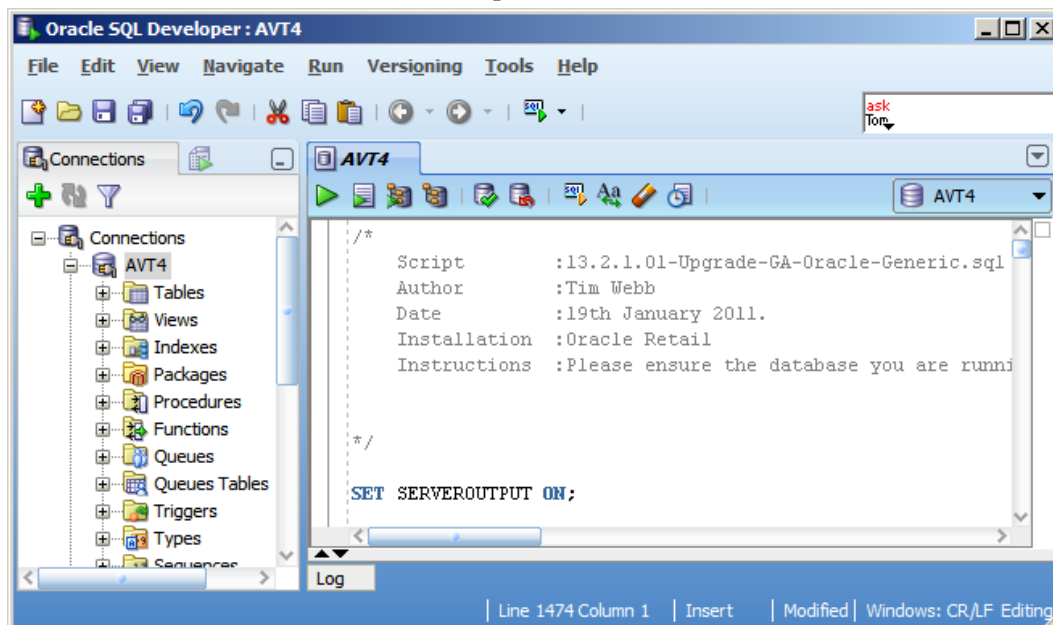 Oracle SQL Developer : AVT4
File Edit View Navigate Run Versioning Tools Help
ask
Tom
Connections
AVT4
AVT4
Connections
AVT4
Tables
Views
Indexes
Packages
Procedures
Functions
Queues
Queues Tables
Triggers
Types
Sequences
/*
Script :13.2.1.01-Upgrade-GA-Oracle-Generic.sql
Author :Tim Webb
Date :19th January 2011.
Installation :Oracle Retail
Instructions :Please ensure the database you are runni
*/
SET SERVEROUTPUT ON;
Log
Line 1474 Column 1 Insert Modified Windows: CR/LF Editing